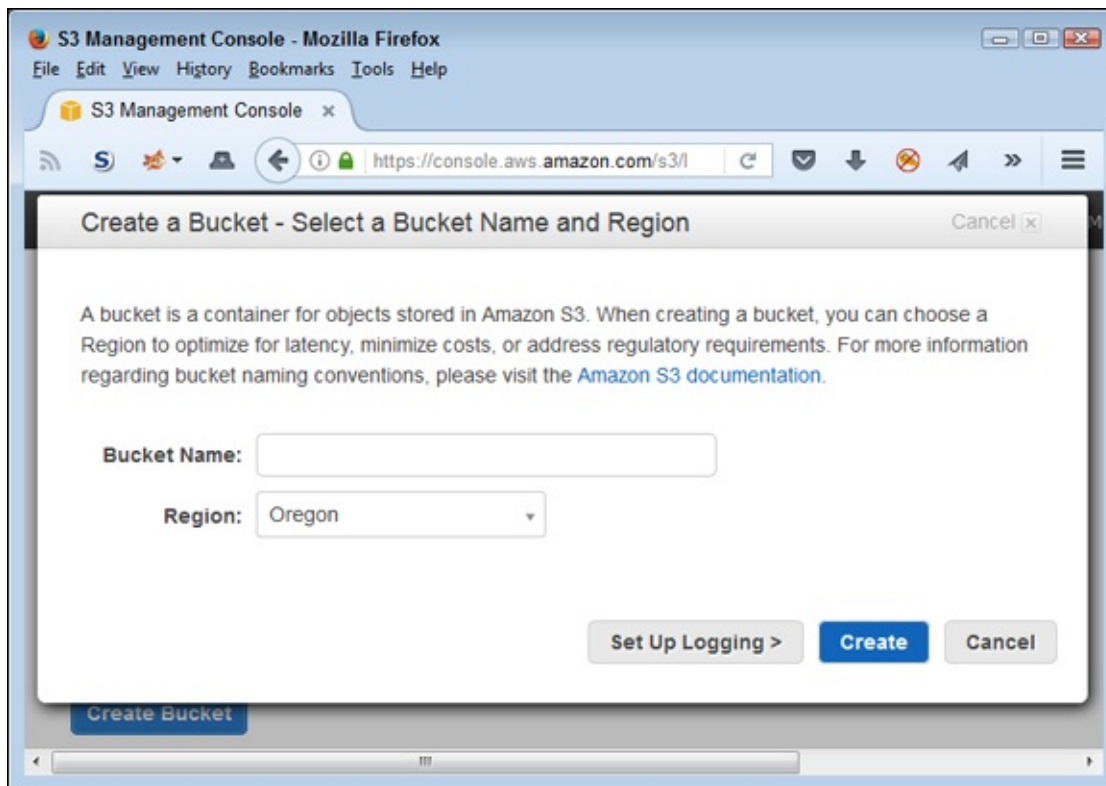 S3 Management Console - Mozilla Firefox
File Edit View History Bookmarks Tools Help
S3 Management Console
https://console.aws.amazon.com/s3/l
Create a Bucket - Select a Bucket Name and Region
Cancel
M
A bucket is a container for objects stored in Amazon S3. When creating a bucket, you can choose a
Region to optimize for latency, minimize costs, or address regulatory requirements. For more information
regarding bucket naming conventions, please visit the Amazon S3 documentation.
Bucket Name:
Region: Oregon
Set Up Logging > Create Cancel
Create Bucket